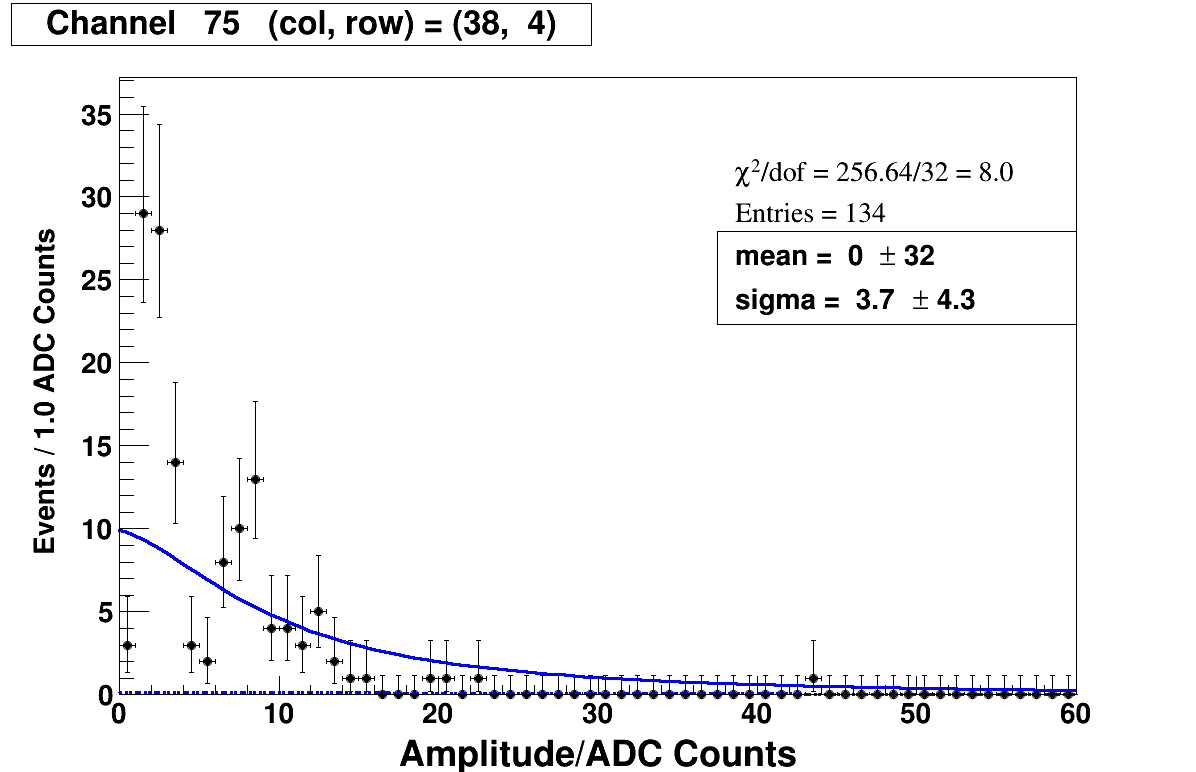 Channel 75 (col, row) = (38, 4)
χ²/dof = 256.64/32 = 8.0
Entries = 134
mean = 0 ± 32
sigma = 3.7 ± 4.3
Events / 1.0 ADC Counts
35
30
25
20
15
10
5
0
0 10 20 30 40 50 60
Amplitude/ADC Counts